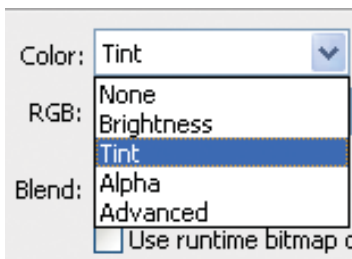 Color: Tint
None
RGB: Brightness
Tint
Blend: Alpha
Advanced
Use runtime bitmap